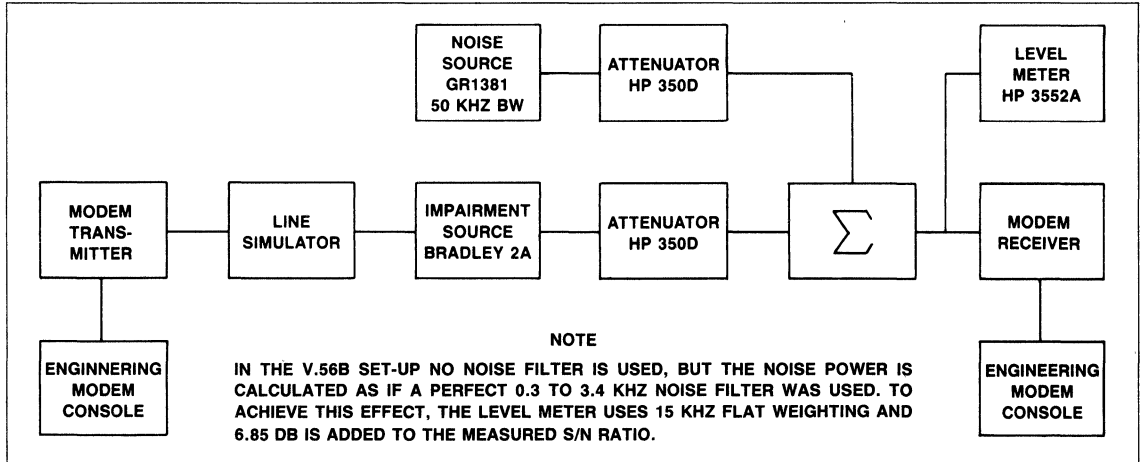 NOISE
SOURCE
GR1381
50 KHZ BW
ATTENUATOR
HP 350D
LEVEL
METER
HP 3552A
MODEM
TRANS-
MITTER
LINE
SIMULATOR
IMPAIRMENT
SOURCE
BRADLEY 2A
ATTENUATOR
HP 350D
Σ
MODEM
RECEIVER
ENGINNERING
MODEM
CONSOLE
NOTE
IN THE V.56B SET-UP NO NOISE FILTER IS USED, BUT THE NOISE POWER IS
CALCULATED AS IF A PERFECT 0.3 TO 3.4 KHZ NOISE FILTER WAS USED. TO
ACHIEVE THIS EFFECT, THE LEVEL METER USES 15 KHZ FLAT WEIGHTING AND
6.85 DB IS ADDED TO THE MEASURED S/N RATIO.
ENGINEERING
MODEM
CONSOLE